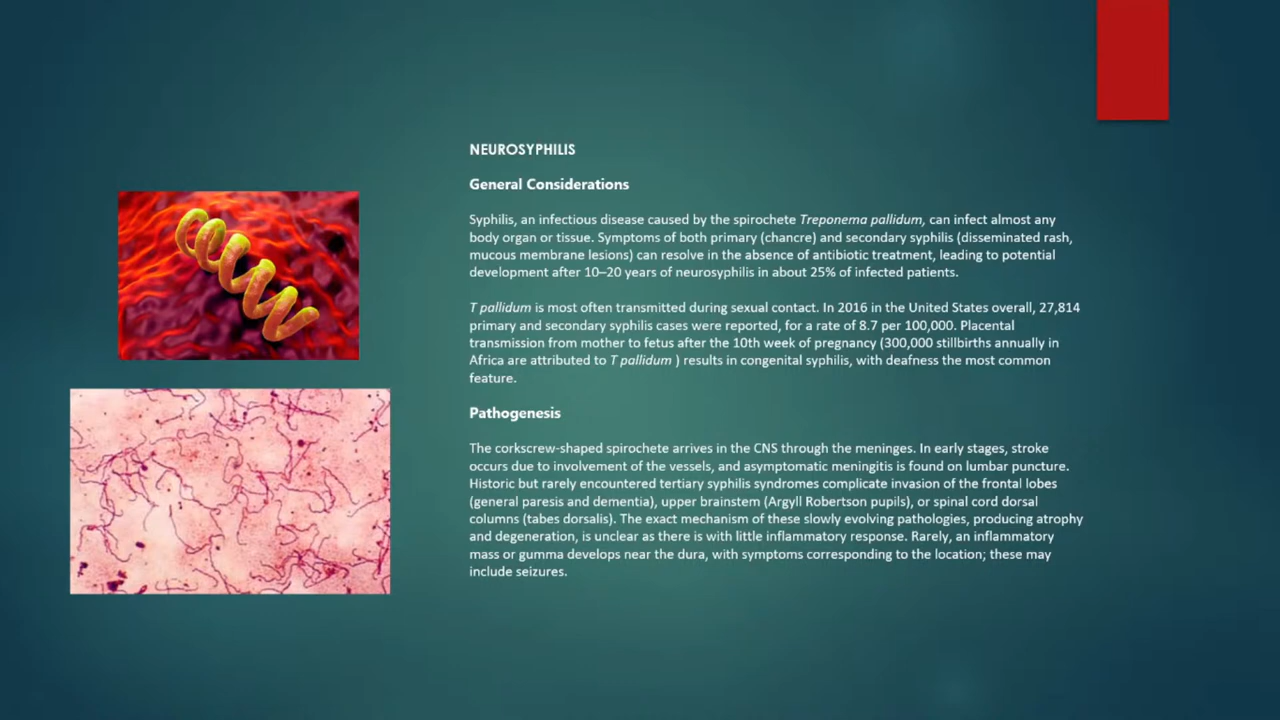 NEUROSYPHILIS
General Considerations
Syphilis, an infectious disease caused by the spirochete Treponema pallidum, can infect almost any
body organ or tissue. Symptoms of both primary (chancre) and secondary syphilis (disseminated rash,
mucous membrane lesions) can resolve in the absence of antibiotic treatment, leading to potential
development after 10–20 years of neurosyphilis in about 25% of infected patients.
T pallidum is most often transmitted during sexual contact. In 2016 in the United States overall, 27,814
primary and secondary syphilis cases were reported, for a rate of 8.7 per 100,000. Placental
transmission from mother to fetus after the 10th week of pregnancy (300,000 stillbirths annually in
Africa are attributed to T pallidum ) results in congenital syphilis, with deafness the most common
feature.
Pathogenesis
The corkscrew-shaped spirochete arrives in the CNS through the meninges. In early stages, stroke
occurs due to involvement of the vessels, and asymptomatic meningitis is found on lumbar puncture.
Historic but rarely encountered tertiary syphilis syndromes complicate invasion of the frontal lobes
(general paresis and dementia), upper brainstem (Argyll Robertson pupils), or spinal cord dorsal
columns (tabes dorsalis). The exact mechanism of these slowly evolving pathologies, producing atrophy
and degeneration, is unclear as there is with little inflammatory response. Rarely, an inflammatory
mass or gumma develops near the dura, with symptoms corresponding to the location; these may
include seizures.